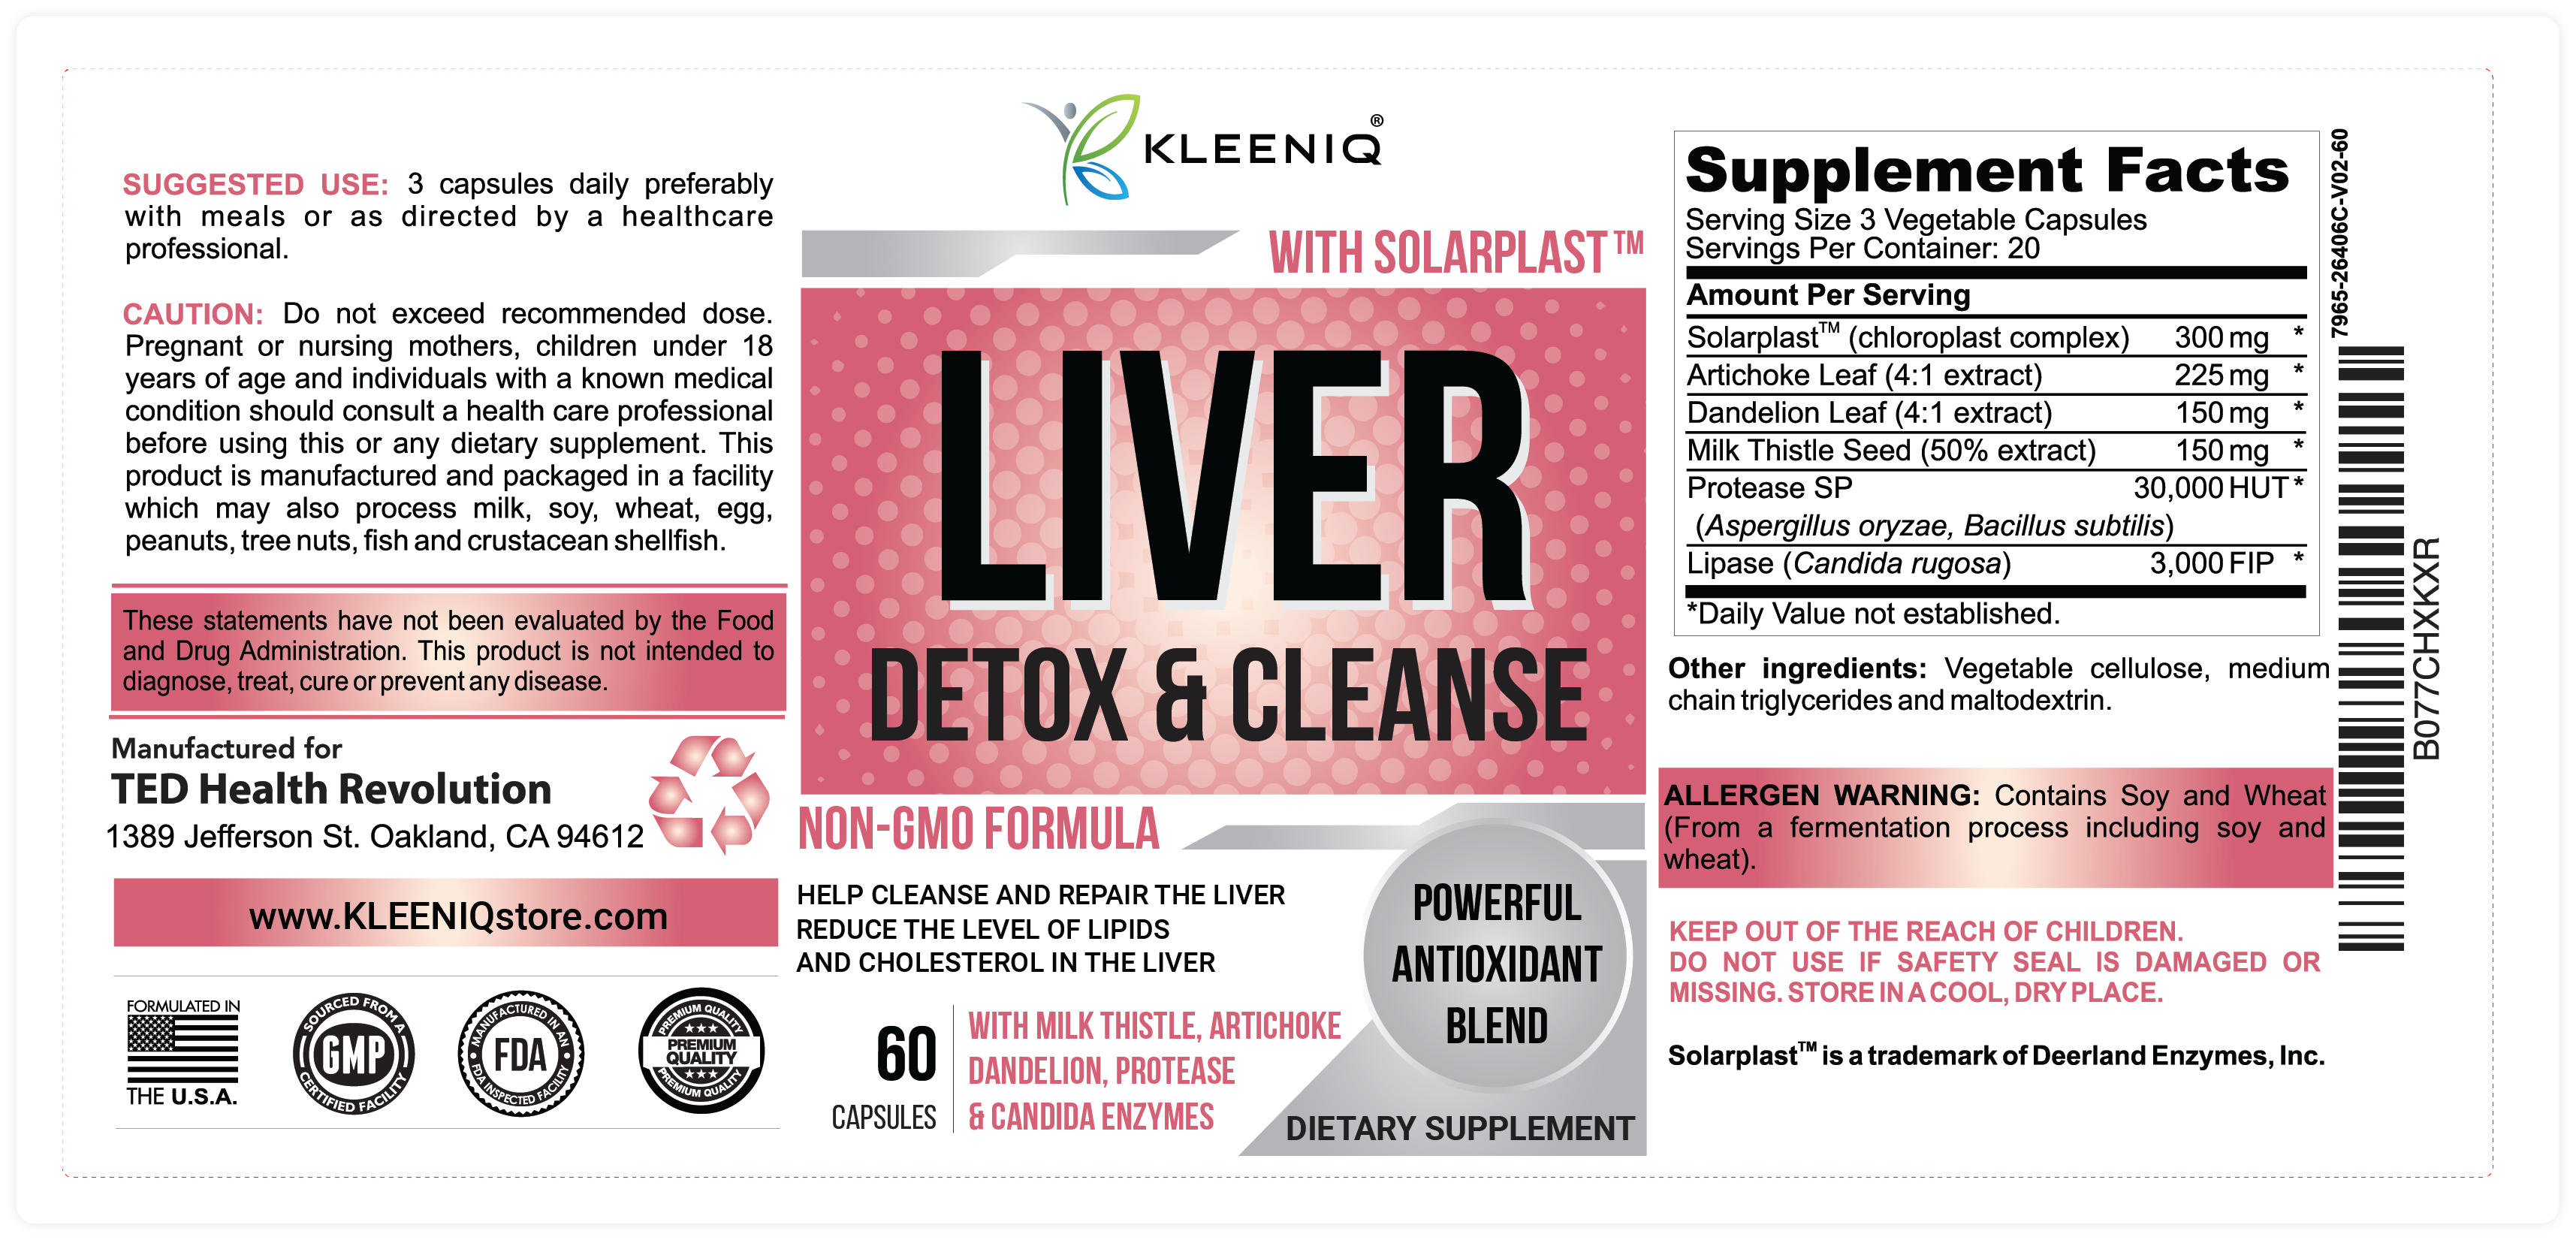 SUGGESTED USE: 3 capsules daily preferably
with meals or as directed by a healthcare
professional.
CAUTION: Do not exceed recommended dose.
Pregnant or nursing mothers, children under 18
years of age and individuals with a known medical
condition should consult a health care professional
before using this or any dietary supplement. This
product is manufactured and packaged in a facility
which may also process milk, soy, wheat, egg,
peanuts, tree nuts, fish and crustacean shellfish.
These statements have not been evaluated by the Food
and Drug Administration. This product is not intended to
diagnose, treat, cure or prevent any disease.
Manufactured for
TED Health Revolution
1389 Jefferson St. Oakland, CA 94612
www.KLEENIQstore.com
FORMULATED IN
THE U.S.A.
SOURCED FROM A
GMP
CERTIFIED FACILITY
MANUFACTURED IN AN
FDA
FDA INSPECTED FACILITY
PREMIUM QUALITY
PREMIUM
QUALITY
PREMIUM QUALITY
KLEENIQ®
WITH SOLARPLAST™
LIVER
DETOX & CLEANSE
NON-GMO FORMULA
HELP CLEANSE AND REPAIR THE LIVER
REDUCE THE LEVEL OF LIPIDS
AND CHOLESTEROL IN THE LIVER
60
CAPSULES
WITH MILK THISTLE, ARTICHOKE
DANDELION, PROTEASE
& CANDIDA ENZYMES
POWERFUL
ANTIOXIDANT
BLEND
DIETARY SUPPLEMENT
Supplement Facts
Serving Size 3 Vegetable Capsules
Servings Per Container: 20
Amount Per Serving
Solarplast™ (chloroplast complex) 300 mg *
Artichoke Leaf (4:1 extract) 225 mg *
Dandelion Leaf (4:1 extract) 150 mg *
Milk Thistle Seed (50% extract) 150 mg *
Protease SP 30,000 HUT *
(Aspergillus oryzae, Bacillus subtilis)
Lipase (Candida rugosa) 3,000 FIP *
*Daily Value not established.
Other ingredients: Vegetable cellulose, medium
chain triglycerides and maltodextrin.
ALLERGEN WARNING: Contains Soy and Wheat
(From a fermentation process including soy and
wheat).
KEEP OUT OF THE REACH OF CHILDREN.
DO NOT USE IF SAFETY SEAL IS DAMAGED OR
MISSING. STORE IN A COOL, DRY PLACE.
Solarplast™ is a trademark of Deerland Enzymes, Inc.
7965-26406C-V02-60
B077CHXKXR